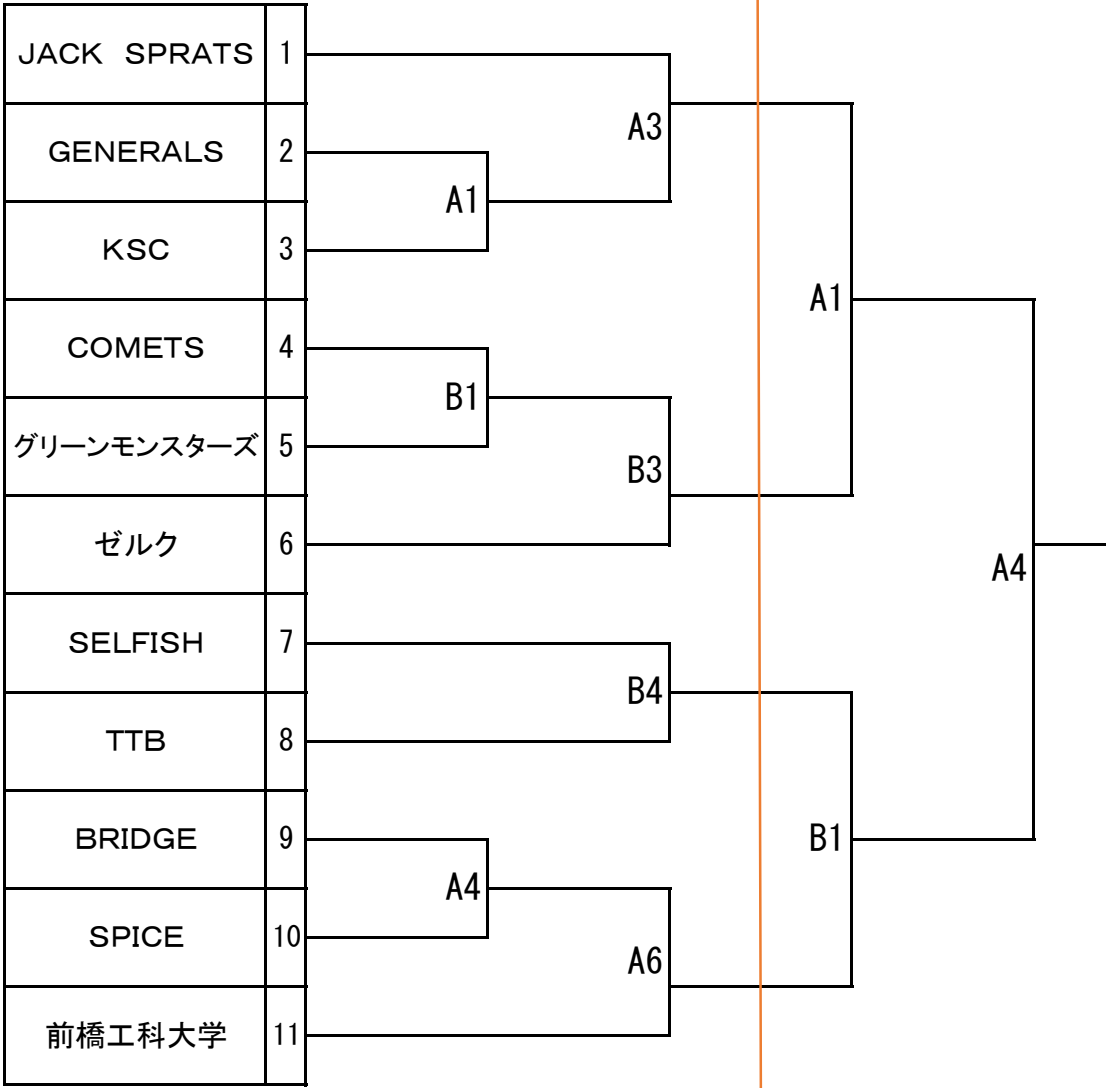 JACK SPRATS 1
GENERALS 2
KSC 3
COMETS 4
グリーンモンスターズ 5
ゼルク 6
SELFISH 7
TTB 8
BRIDGE 9
SPICE 10
前橋工科大学 11
A1
B1
A4
A3
B3
B4
A6
A1
B1
A4